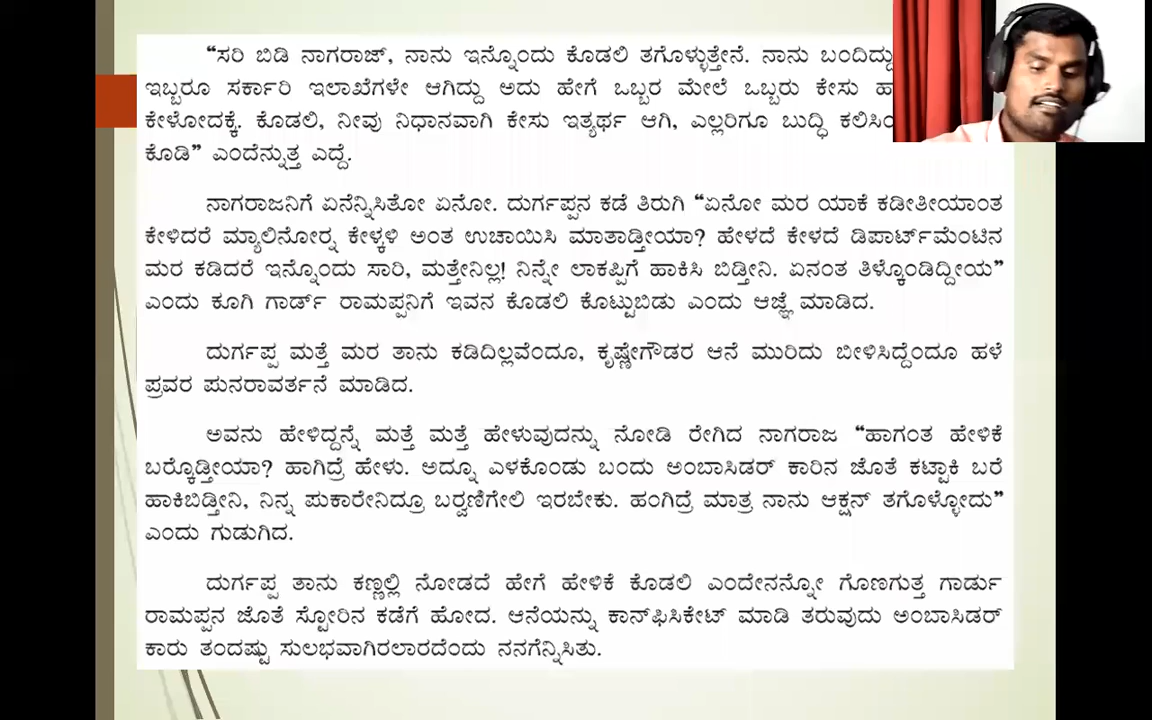 “ಸರಿ ಬಿಡಿ ನಾಗರಾಜ್, ನಾನು ಇನ್ನೊಂದು ಕೊಡಲಿ ತಗೊಳ್ಳುತ್ತೇನೆ. ನಾನು
ಇಬ್ಬರೂ ಸರ್ಕಾರಿ ಇಲಾಖೆಗಳೇ ಆಗಿದ್ದು ಅದು ಹೇಗೆ ಒಬ್ಬರ ಮೇಲೆ ಒಬ್ಬರು ಕೇಸು
ಕೇಳೋದಕ್ಕೆ. ಕೊಡಲಿ, ನೀವು ನಿಧಾನವಾಗಿ ಕೇಸು ಇತ್ಯರ್ಥ ಆಗಿ, ಎಲ್ಲರಿಗೂ ಬುದ್ಧಿ
ಕೊಡಿ” ಎಂದೆನ್ನುತ್ತ ಎದ್ದೆ.
ನಾಗರಾಜನಿಗೆ ಏನೆನ್ನಿಸಿತೋ ಏನೋ. ದುರ್ಗಪ್ಪನ ಕಡೆ ತಿರುಗಿ “ಏನೋ ಮರ ಯಾಕೆ ಕಡೀತೀಯಾಂತ
ಕೇಳಿದರೆ ಮ್ಯಾಲಿನೋರ್‍ನ ಕೇಳ್ಕಳಿ ಅಂತ ಉಚಾಯಿಸಿ ಮಾತಾಡ್ತೀಯಾ? ಹೇಳದೆ ಕೇಳದೆ ಡಿಪಾರ್ಟ್‌ಮೆಂಟಿನ
ಮರ ಕಡಿದರೆ ಇನ್ನೊಂದು ಸಾರಿ, ಮತ್ತೇನಿಲ್ಲ! ನಿನ್ನೇ ಲಾಕಪ್ಪಿಗೆ ಹಾಕಿಸಿ ಬಿಡ್ತೀನಿ. ಏನಂತ ತಿಳ್ಕೊಂಡಿದ್ದೀಯ”
ಎಂದು ಕೂಗಿ ಗಾರ್ಡ್ ರಾಮಪ್ಪನಿಗೆ ಇವನ ಕೊಡಲಿ ಕೊಟ್ಟುಬಿಡು ಎಂದು ಆಜ್ಞೆ ಮಾಡಿದ.
ದುರ್ಗಪ್ಪ ಮತ್ತೆ ಮರ ತಾನು ಕಡಿದಿಲ್ಲವೆಂದೂ, ಕೃಷ್ಣೇಗೌಡರ ಆನೆ ಮುರಿದು ಬೀಳಿಸಿದ್ದೆಂದೂ ಹಳೆ
ಪ್ರವರ ಪುನರಾವರ್ತನೆ ಮಾಡಿದ.
ಅವನು ಹೇಳಿದ್ದನ್ನೆ ಮತ್ತೆ ಮತ್ತೆ ಹೇಳುವುದನ್ನು ನೋಡಿ ರೇಗಿದ ನಾಗರಾಜ “ಹಾಗಂತ ಹೇಳಿಕೆ
ಬರ್‍ಕೊಡ್ತೀಯಾ? ಹಾಗಿದ್ರೆ ಹೇಳು. ಅದ್ನೂ ಎಳಕೊಂಡು ಬಂದು ಅಂಬಾಸಿಡರ್ ಕಾರಿನ ಜೊತೆ ಕಟ್ಹಾಕಿ ಬರೆ
ಹಾಕಿಬಿಡ್ತೀನಿ, ನಿನ್ನ ಪುಕಾರೇನಿದ್ರೂ ಬರ್‍ವಣಿಗೇಲಿ ಇರಬೇಕು. ಹಂಗಿದ್ರೆ ಮಾತ್ರ ನಾನು ಆಕ್ಷನ್ ತಗೊಳ್ಳೋದು”
ಎಂದು ಗುಡುಗಿದ.
ದುರ್ಗಪ್ಪ ತಾನು ಕಣ್ಣಲ್ಲಿ ನೋಡದೆ ಹೇಗೆ ಹೇಳಿಕೆ ಕೊಡಲಿ ಎಂದೇನನ್ನೋ ಗೊಣಗುತ್ತ ಗಾರ್ಡು
ರಾಮಪ್ಪನ ಜೊತೆ ಸ್ಟೋರಿನ ಕಡೆಗೆ ಹೋದ. ಆನೆಯನ್ನು ಕಾನ್‌ಫಿಸಿಕೇಟ್ ಮಾಡಿ ತರುವುದು ಅಂಬಾಸಿಡರ್
ಕಾರು ತಂದಷ್ಟು ಸುಲಭವಾಗಿರಲಾರದೆಂದು ನನಗೆನ್ನಿಸಿತು.